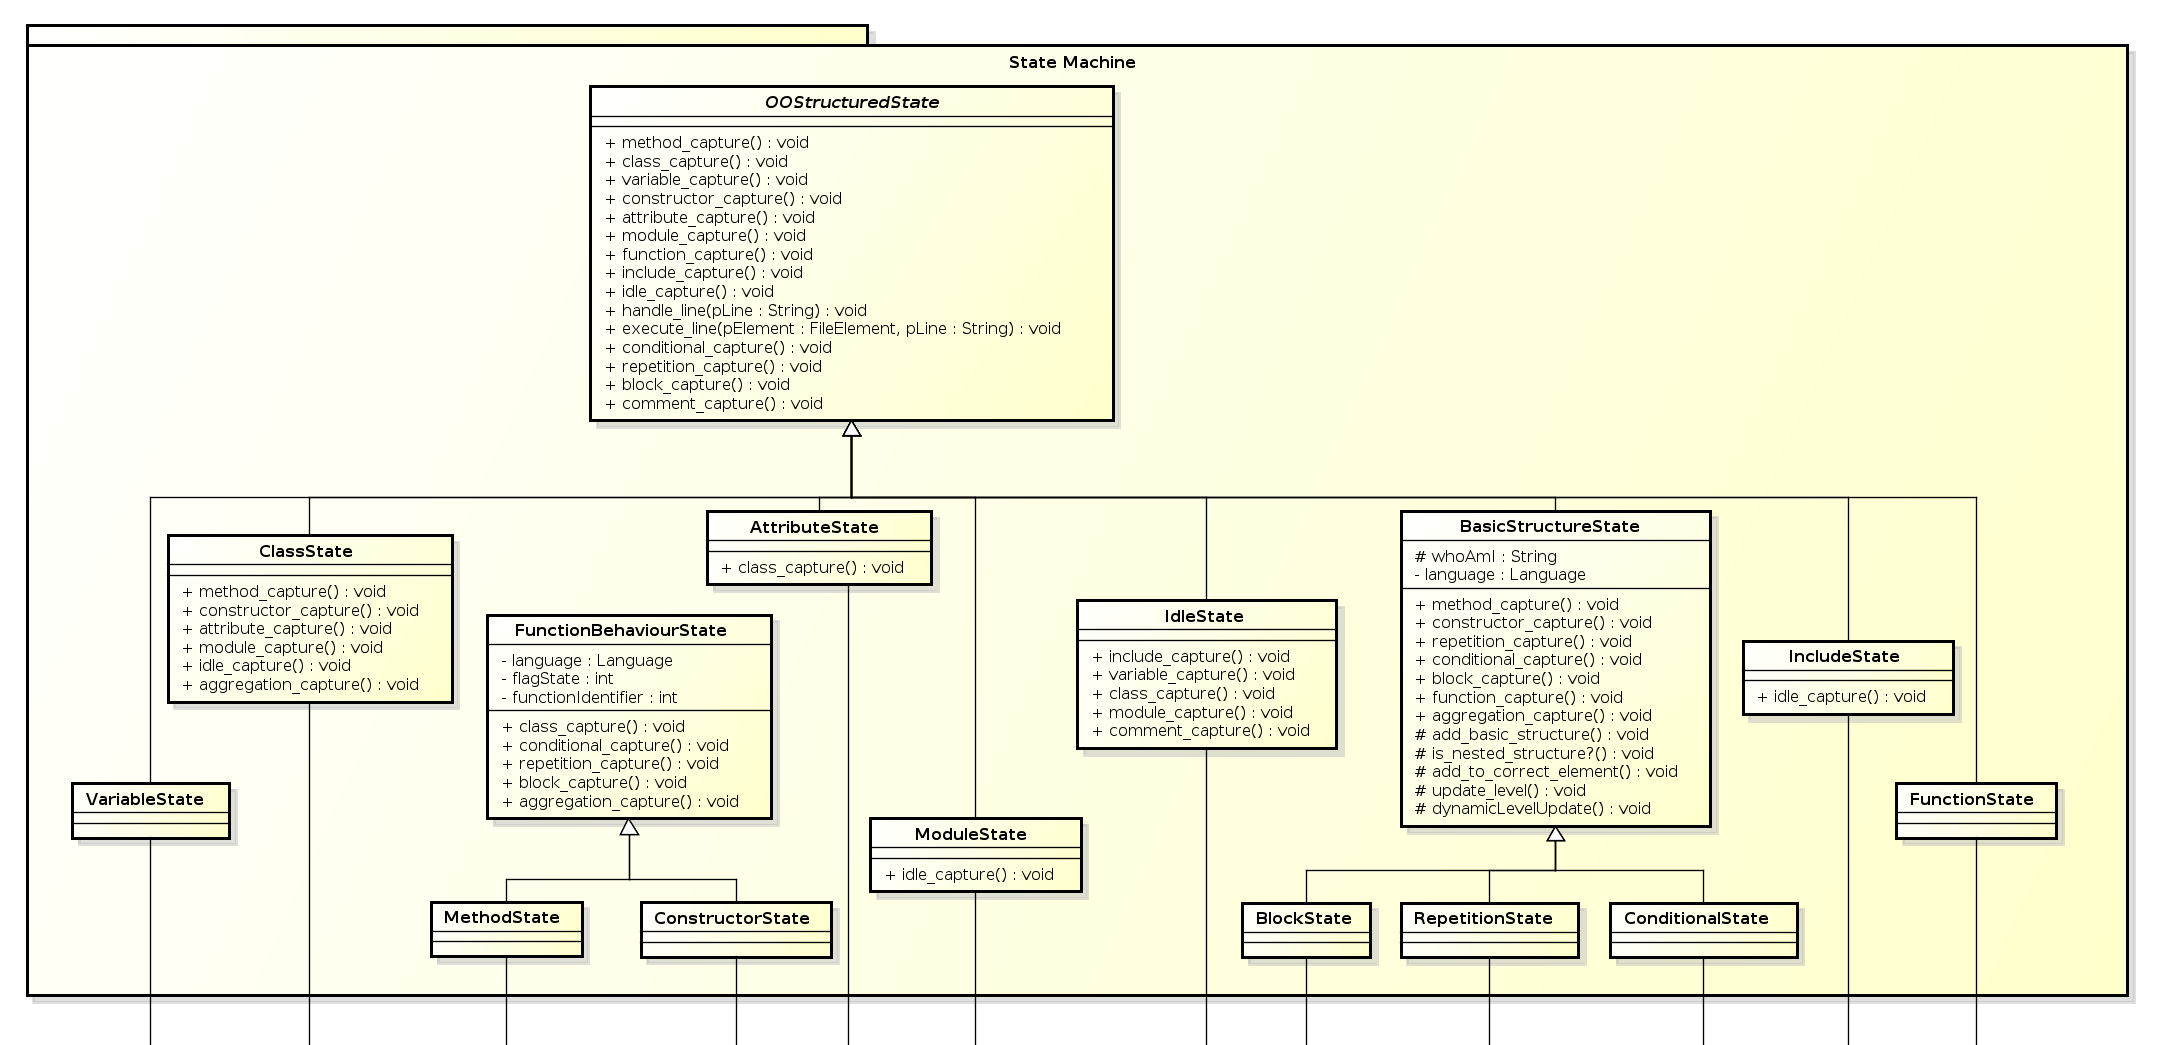 State Machine
OOStructuredState
+ method_capture() : void
+ class_capture() : void
+ variable_capture() : void
+ constructor_capture() : void
+ attribute_capture() : void
+ module_capture() : void
+ function_capture() : void
+ include_capture() : void
+ idle_capture() : void
+ handle_line(pLine : String) : void
+ execute_line(pElement : FileElement, pLine : String) : void
+ conditional_capture() : void
+ repetition_capture() : void
+ block_capture() : void
+ comment_capture() : void
ClassState
+ method_capture() : void
+ constructor_capture() : void
+ attribute_capture() : void
+ module_capture() : void
+ idle_capture() : void
+ aggregation_capture() : void
AttributeState
+ class_capture() : void
FunctionBehaviourState
- language : Language
- flagState : int
- functionIdentifier : int
+ class_capture() : void
+ conditional_capture() : void
+ repetition_capture() : void
+ block_capture() : void
+ aggregation_capture() : void
IdleState
+ include_capture() : void
+ variable_capture() : void
+ class_capture() : void
+ module_capture() : void
+ comment_capture() : void
BasicStructureState
# whoAmI : String
- language : Language
+ method_capture() : void
+ constructor_capture() : void
+ repetition_capture() : void
+ conditional_capture() : void
+ block_capture() : void
+ function_capture() : void
+ aggregation_capture() : void
# add_basic_structure() : void
# is_nested_structure?() : void
# add_to_correct_element() : void
# update_level() : void
# dynamicLevelUpdate() : void
IncludeState
+ idle_capture() : void
VariableState
ModuleState
+ idle_capture() : void
FunctionState
MethodState
ConstructorState
BlockState
RepetitionState
ConditionalState